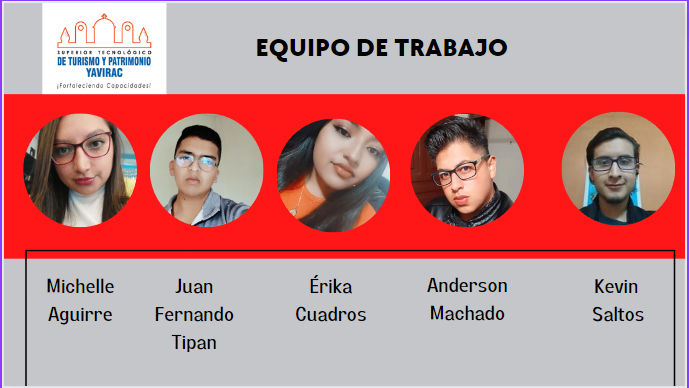 SUPERIOR TECNOLÓGICO
DE TURISMO Y PATRIMONIO
YAVIRAC
¡Fortaleciendo Capacidades!
EQUIPO DE TRABAJO
Michelle
Aguirre
Juan
Fernando
Tipan
Érika
Cuadros
Anderson
Machado
Kevin
Saltos